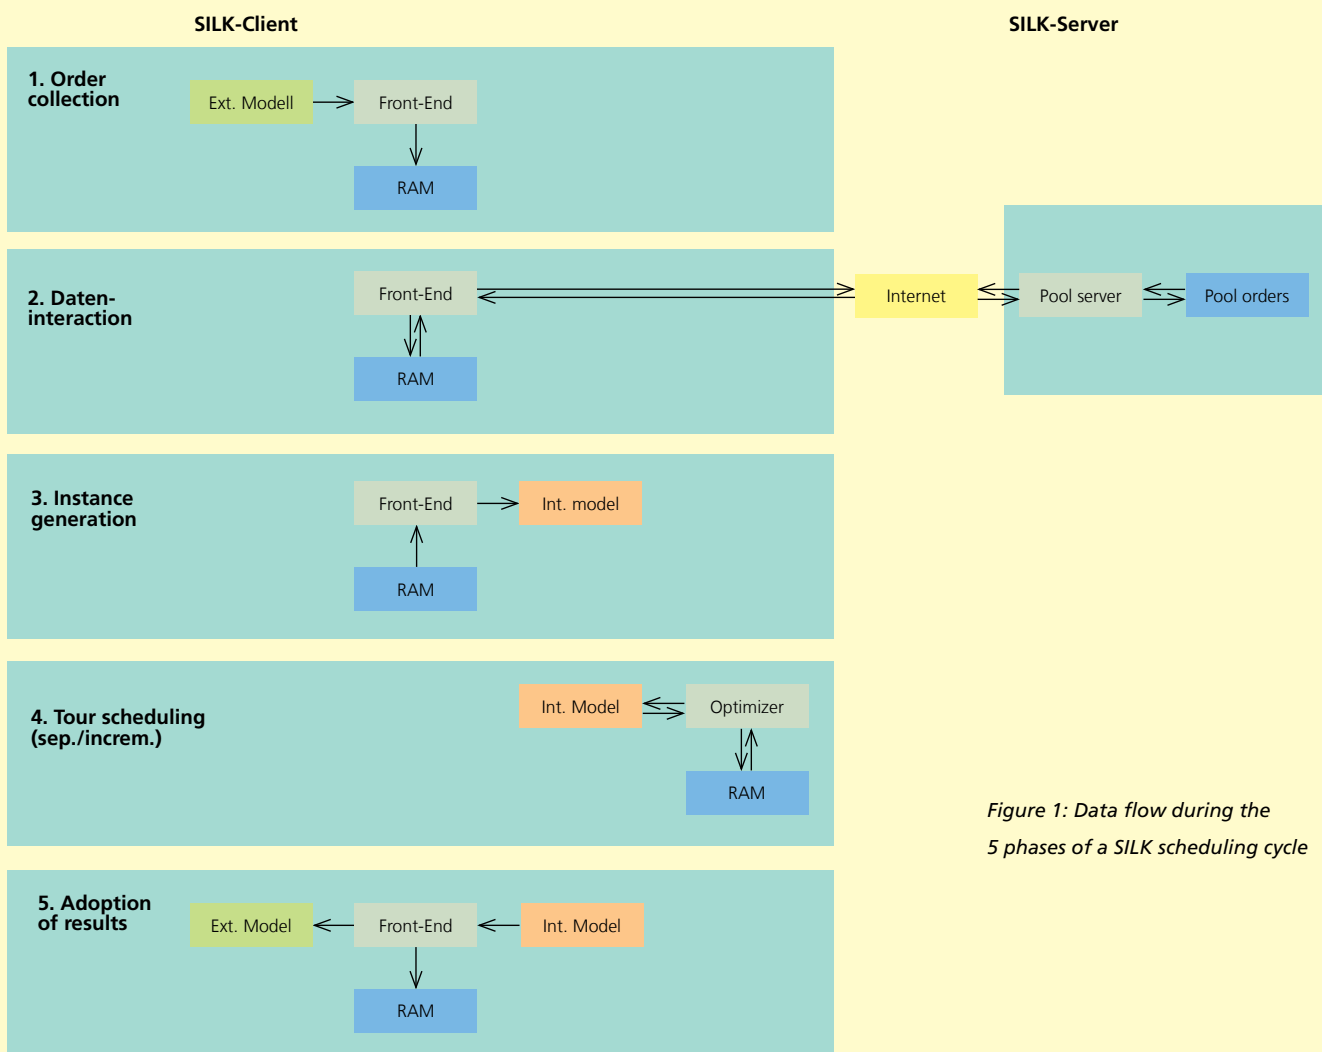 SILK-Client
SILK-Server
1. Order
collection
Ext. Modell
Front-End
RAM
2. Daten-
interaction
Front-End
Internet
Pool server
Pool orders
RAM
3. Instance
generation
Front-End
Int. model
RAM
4. Tour scheduling
(sep./increm.)
Int. Model
Optimizer
RAM
Figure 1: Data flow during the
5 phases of a SILK scheduling cycle
5. Adoption
of results
Ext. Model
Front-End
Int. Model
RAM